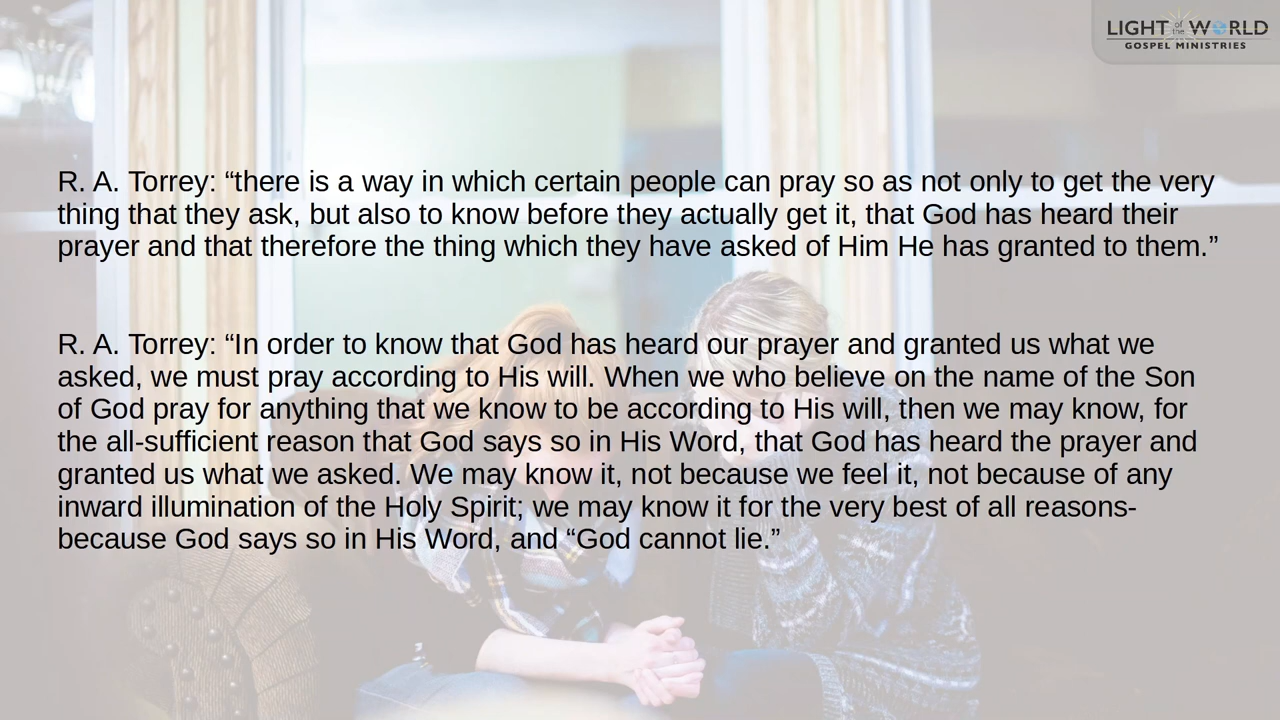 LIGHT of the WORLD
GOSPEL MINISTRIES
R. A. Torrey: “there is a way in which certain people can pray so as not only to get the very
thing that they ask, but also to know before they actually get it, that God has heard their
prayer and that therefore the thing which they have asked of Him He has granted to them.”
R. A. Torrey: “In order to know that God has heard our prayer and granted us what we
asked, we must pray according to His will. When we who believe on the name of the Son
of God pray for anything that we know to be according to His will, then we may know, for
the all-sufficient reason that God says so in His Word, that God has heard the prayer and
granted us what we asked. We may know it, not because we feel it, not because of any
inward illumination of the Holy Spirit; we may know it for the very best of all reasons-
because God says so in His Word, and “God cannot lie.”